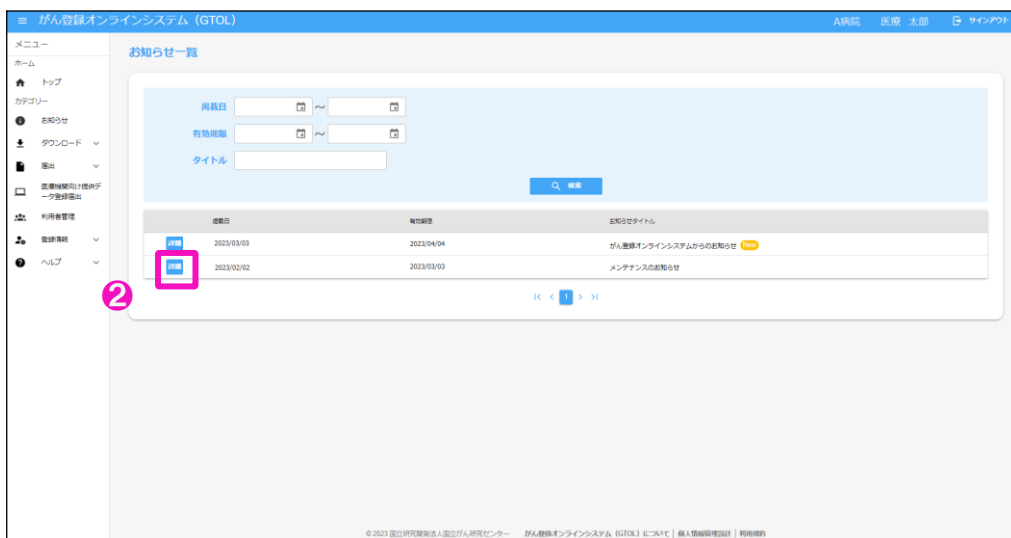 がん登録オンラインシステム（GTOL） A病院 医療 太郎 サインアウト
メニュー
ホーム
トップ
カテゴリー
お知らせ
ダウンロード
届出
医療機関向け提供デ
ータ登録届出
利用者管理
登録情報
ヘルプ
お知らせ一覧
掲載日 ～
有効期限 ～
タイトル
検索
掲載日 有効期限 お知らせタイトル
詳細 2023/03/03 2023/04/04 がん登録オンラインシステムからのお知らせ New
詳細 2023/02/02 2023/03/03 メンテナンスのお知らせ
2
1
© 2023 国立研究開発法人国立がん研究センター がん登録オンラインシステム（GTOL）について | 個人情報管理設計 | 利用規約